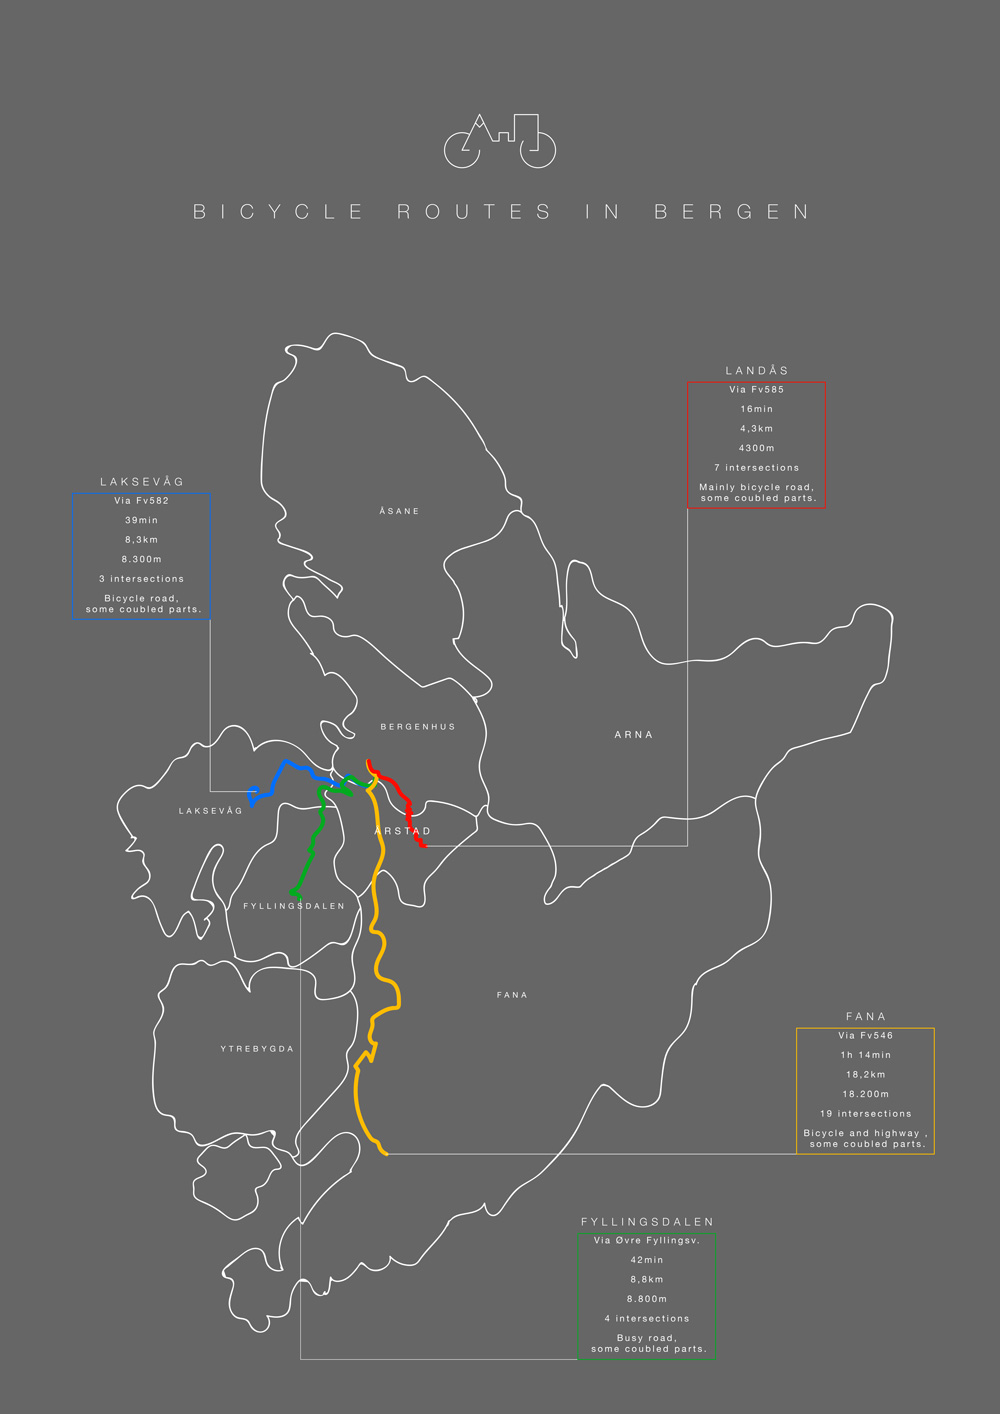 BICYCLE ROUTES IN BERGEN
LANDÅS
Via Fv585
16min
4,3km
4300m
7 intersections
Mainly bicycle road,
some coubled parts.
LAKSEVÅG
Via Fv582
39min
8,3km
8.300m
3 intersections
Bicycle road,
some coubled parts.
ÅSANE
BERGENHUS
ARNA
LAKSEVÅG
ÅRSTAD
FYLLINGSDALEN
FANA
YTREBYGDA
FANA
Via Fv546
1h 14min
18,2km
18.200m
19 intersections
Bicycle and highway ,
some coubled parts.
FYLLINGSDALEN
Via Øvre Fyllingsv.
42min
8,8km
8.800m
4 intersections
Busy road,
some coubled parts.